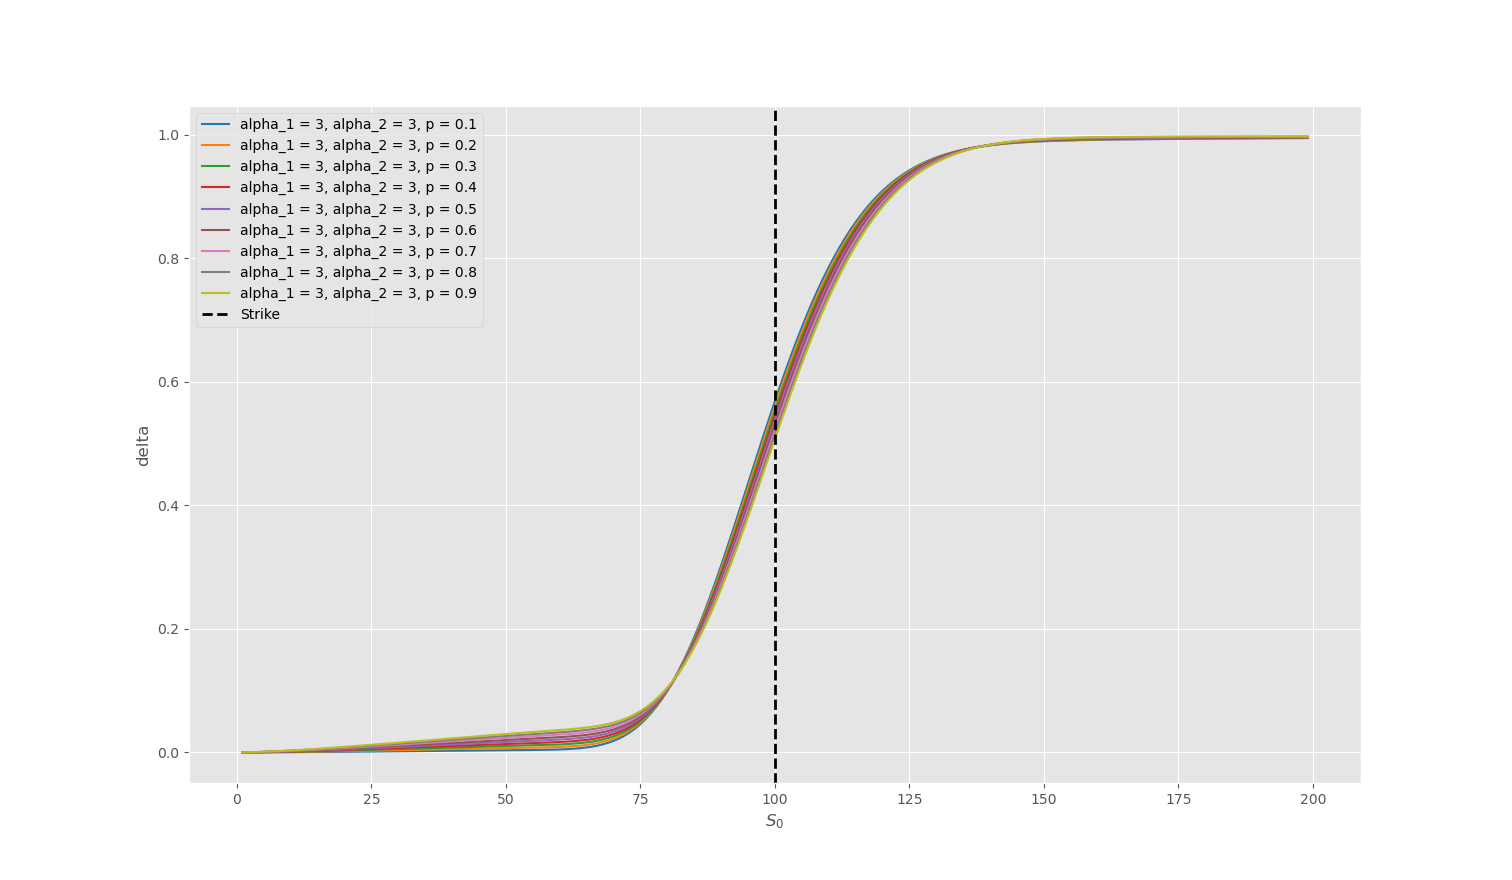 alpha_1 = 3, alpha_2 = 3, p = 0.1
alpha_1 = 3, alpha_2 = 3, p = 0.2
alpha_1 = 3, alpha_2 = 3, p = 0.3
alpha_1 = 3, alpha_2 = 3, p = 0.4
alpha_1 = 3, alpha_2 = 3, p = 0.5
alpha_1 = 3, alpha_2 = 3, p = 0.6
alpha_1 = 3, alpha_2 = 3, p = 0.7
alpha_1 = 3, alpha_2 = 3, p = 0.8
alpha_1 = 3, alpha_2 = 3, p = 0.9
Strike
1.0
0.8
0.6
0.4
0.2
0.0
delta
0 25 50 75 100 125 150 175 200
S₀